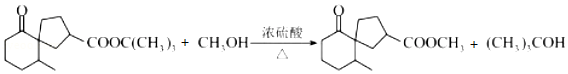 O
—COOC(CH₃)₃ + CH₃OH 浓硫酸 △ O
—COOCH₃ + (CH₃)₃COH